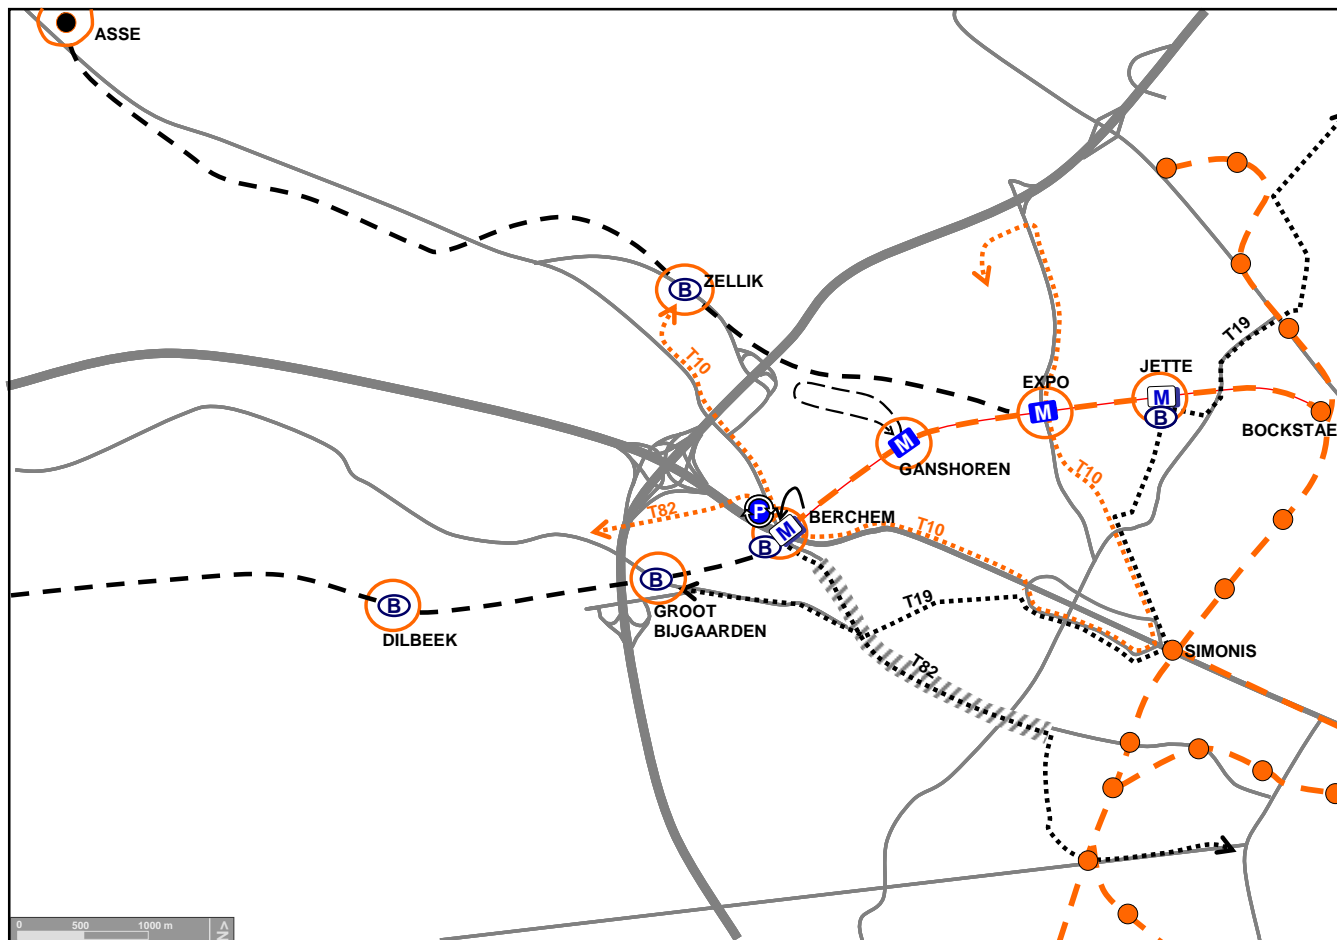 ASSE
B
ZELLIK
T10
T19
JETTE
EXPO
M
B
M
BOCKSTAE
M
GANSHOREN
T10
T82
P
BERCHEM
M
B
T10
B
GROOT
BIJGAARDEN
B
DILBEEK
T19
T82
SIMONIS
0 500 1000 m
N>